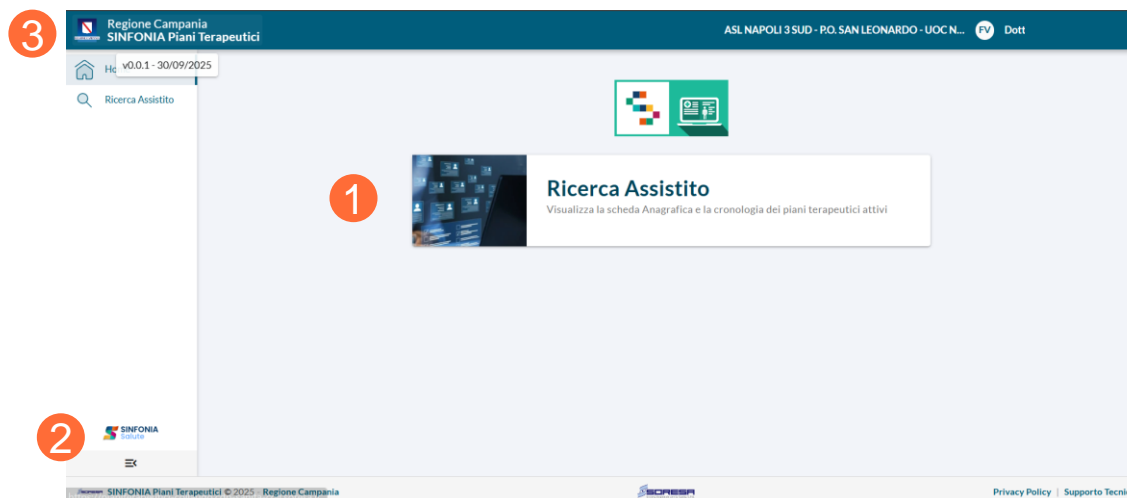 3
Regione Campania
SINFONIA Piani Terapeutici
ASL NAPOLI 3 SUD - P.O. SAN LEONARDO - UOC N... FV Dott
Ho
v0.0.1 - 30/09/2025
Ricerca Assistito
1
Ricerca Assistito
Visualizza la scheda Anagrafica e la cronologia dei piani terapeutici attivi
2
SINFONIA
Salute
SINFONIA Piani Terapeutici © 2025 - Regione Campania
SORESA
Privacy Policy | Supporto Tecni